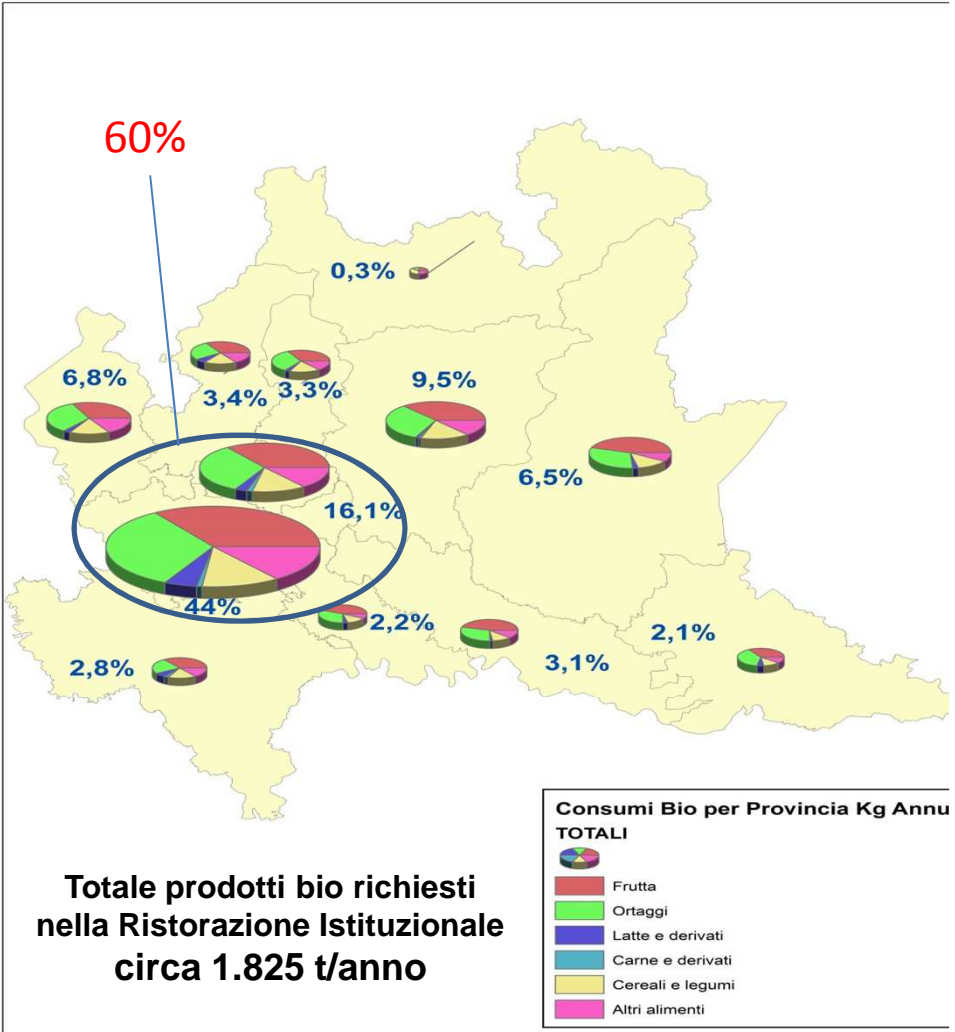 60%
0,3%
6,8%
3,4%
3,3%
9,5%
6,5%
16,1%
44%
2,2%
2,1%
2,8%
3,1%
Consumi Bio per Provincia Kg Annu
TOTALI
Frutta
Ortaggi
Latte e derivati
Carne e derivati
Cereali e legumi
Altri alimenti
Totale prodotti bio richiesti
nella Ristorazione Istituzionale
circa 1.825 t/anno